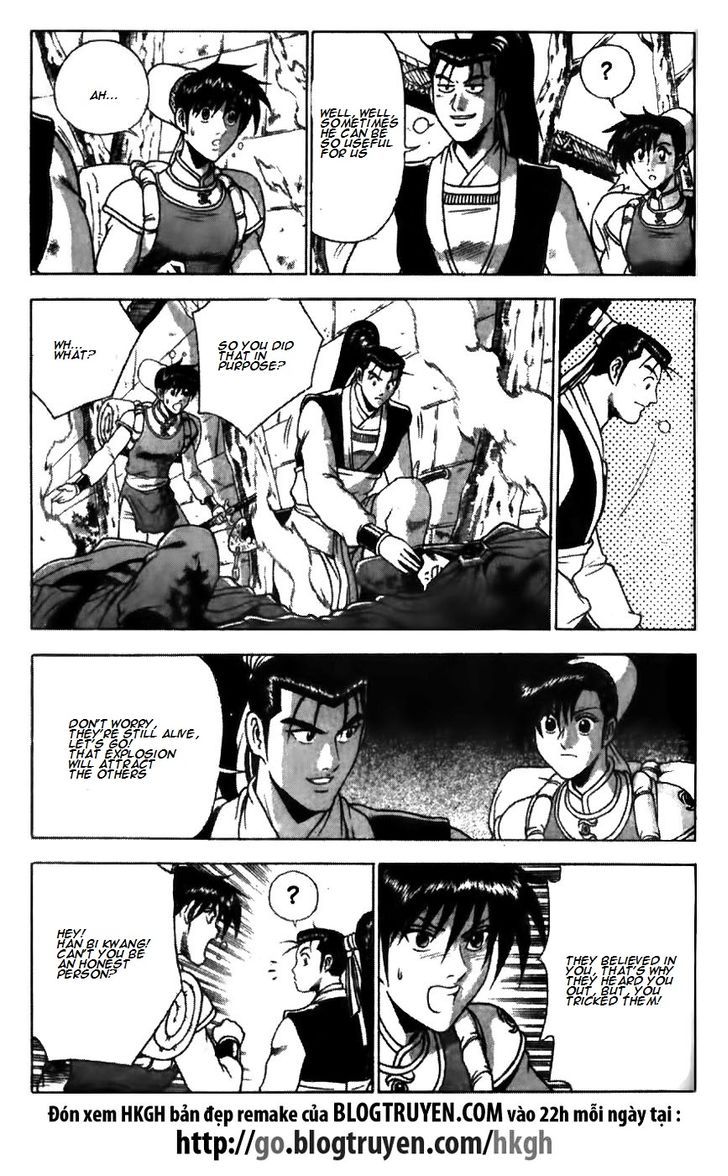 AH...
WELL, WELL,
SOMETIMES
HE CAN BE
SO USEFUL
FOR US
?
WH...
WHAT?
SO YOU DID
THAT IN
PURPOSE?
DON'T WORRY,
THEY'RE STILL ALIVE,
LET'S GO!
THAT EXPLOSION
WILL ATTRACT
THE OTHERS
HEY!
HAN BI KWANG!
CAN'T YOU BE
AN HONEST
PERSON?
?
THEY BELIEVED IN
YOU, THAT'S WHY
THEY HEARD YOU
OUT, BUT, YOU
TRICKED THEM!
Đón xem HKGH bản đẹp remake của BLOGTRUYEN.COM vào 22h mỗi ngày tại :
http://go.blogtruyen.com/hkgh